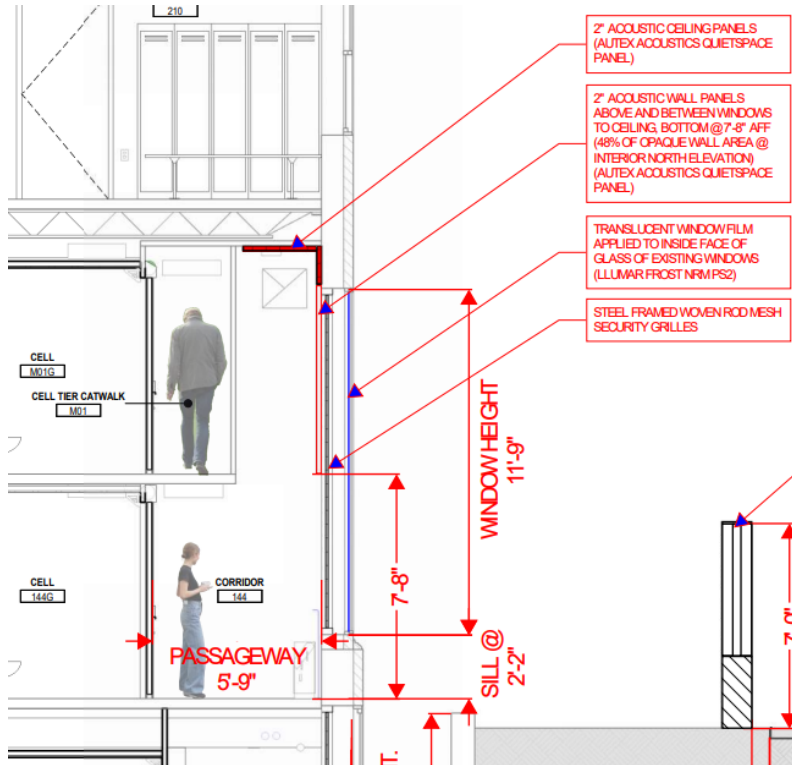 210
2" ACOUSTIC CEILING PANELS
(AUTEX ACOUSTICS QUIETSPACE
PANEL)
2" ACOUSTIC WALL PANELS
ABOVE AND BETWEEN WINDOWS
TO CEILING, BOTTOM @7'-8" AFF
(48% OF OPAQUE WALL AREA @
INTERIOR NORTH ELEVATION)
(AUTEX ACOUSTICS QUIETSPACE
PANEL)
TRANSLUCENT WINDOW FILM
APPLIED TO INSIDE FACE OF
GLASS OF EXISTING WINDOWS
(LLUMAR FROST NRM PS2)
STEEL FRAMED WOVEN ROD MESH
SECURITY GRILLES
CELL
M01G
CELL TIER CATWALK
M01
WINDOW HEIGHT
11'-9"
CELL
144G
CORRIDOR
144
7'-8"
PASSAGEWAY
5'-9"
SILL @
2'-2"
T.